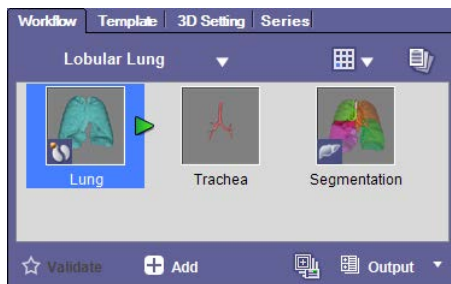 Workflow Template 3D Setting Series
Lobular Lung
Lung Trachea Segmentation
Validate Add Output